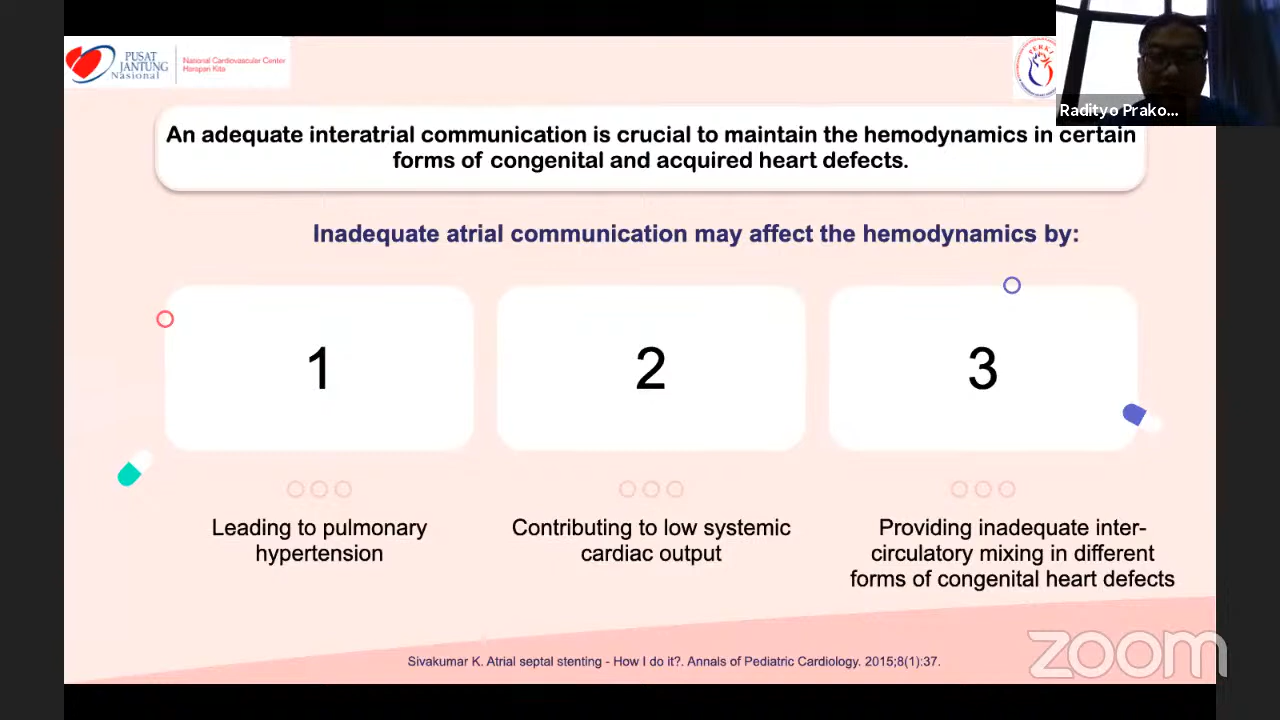 PUSAT
JANTUNG
Nasional
National Cardiovascular Center
Harapan Kita
PERKI
Radityo Prako...
An adequate interatrial communication is crucial to maintain the hemodynamics in certain
forms of congenital and acquired heart defects.
Inadequate atrial communication may affect the hemodynamics by:
1
2
3
Leading to pulmonary
hypertension
Contributing to low systemic
cardiac output
Providing inadequate inter-
circulatory mixing in different
forms of congenital heart defects
Sivakumar K. Atrial septal stenting - How I do it?. Annals of Pediatric Cardiology. 2015;8(1):37.
zoom